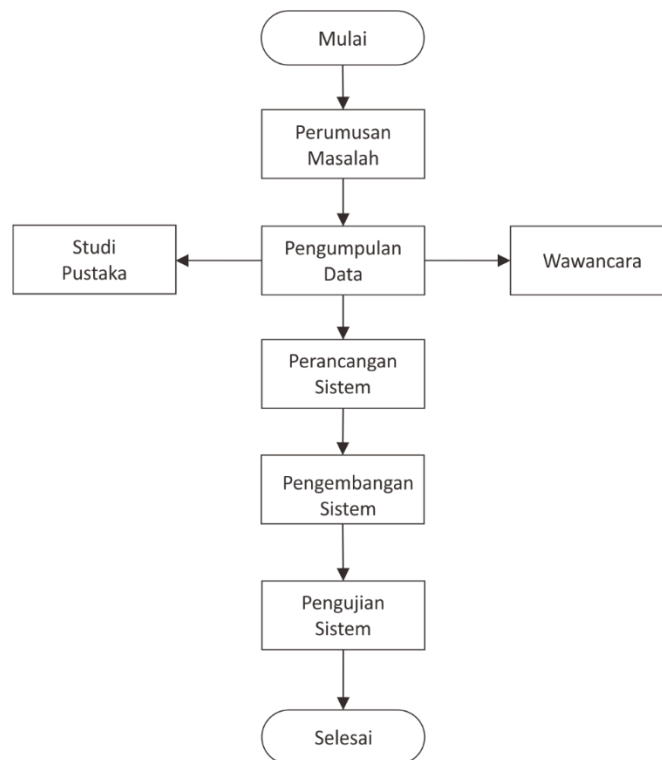 Mulai
Perumusan
Masalah
Studi
Pustaka
Pengumpulan
Data
Wawancara
Perancangan
Sistem
Pengembangan
Sistem
Pengujian
Sistem
Selesai